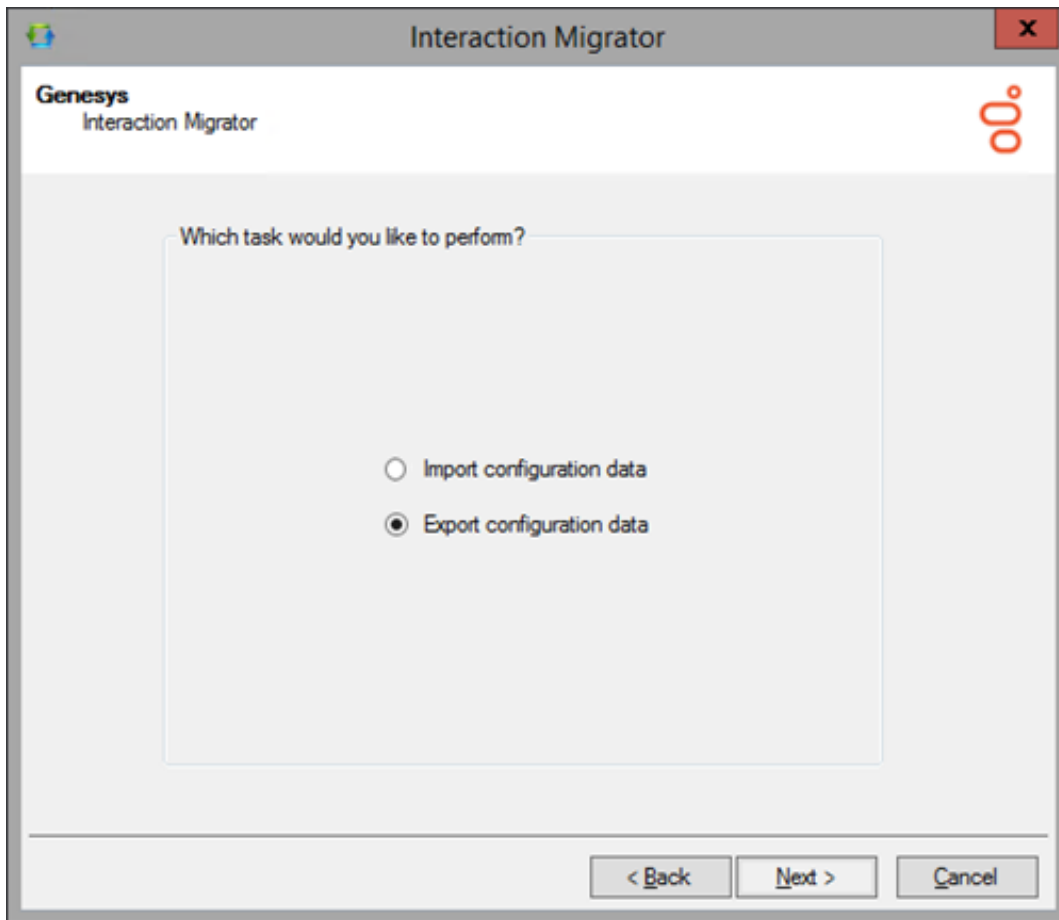 Interaction Migrator
Genesys
Interaction Migrator
Which task would you like to perform?
Import configuration data
Export configuration data
< Back
Next >
Cancel